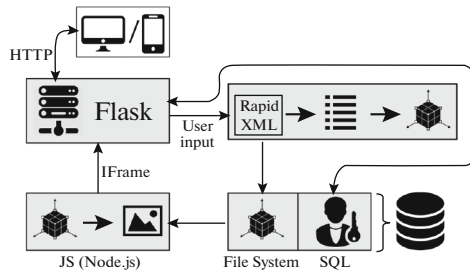 HTTP
Flask
User
input
Rapid
XML
IFrame
JS (Node.js)
File System
SQL